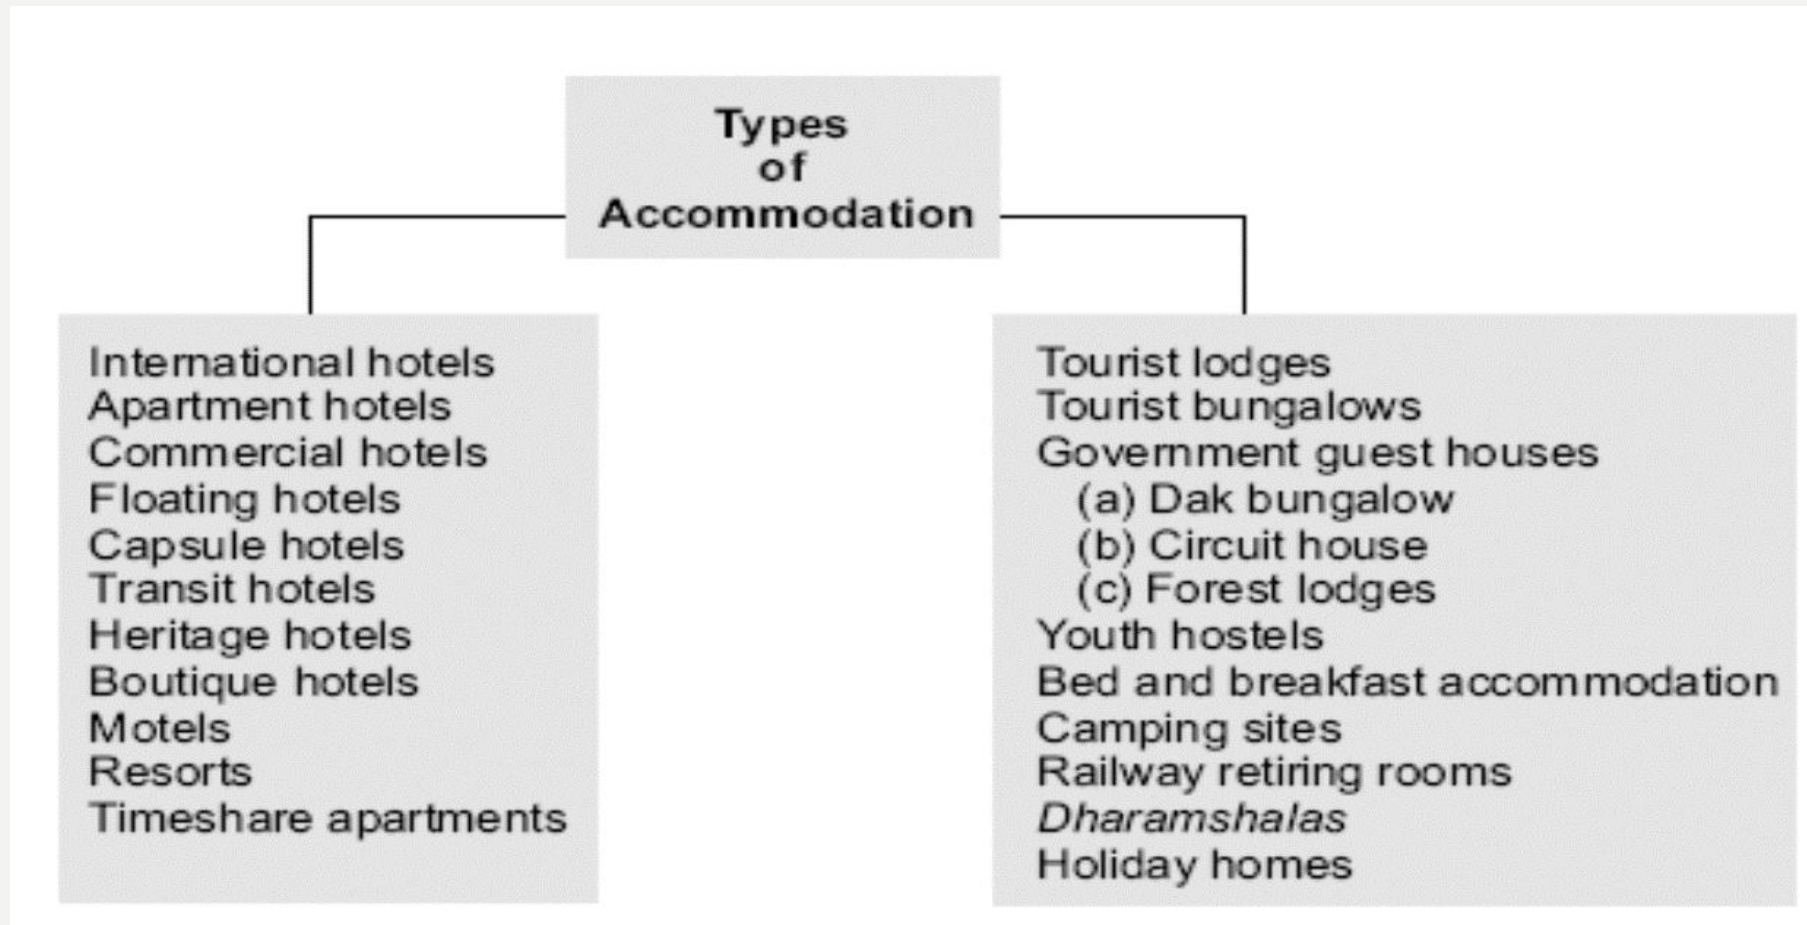 Types
of
Accommodation
International hotels
Apartment hotels
Commercial hotels
Floating hotels
Capsule hotels
Transit hotels
Heritage hotels
Boutique hotels
Motels
Resorts
Timeshare apartments
Tourist lodges
Tourist bungalows
Government guest houses
(a) Dak bungalow
(b) Circuit house
(c) Forest lodges
Youth hostels
Bed and breakfast accommodation
Camping sites
Railway retiring rooms
Dharamshalas
Holiday homes